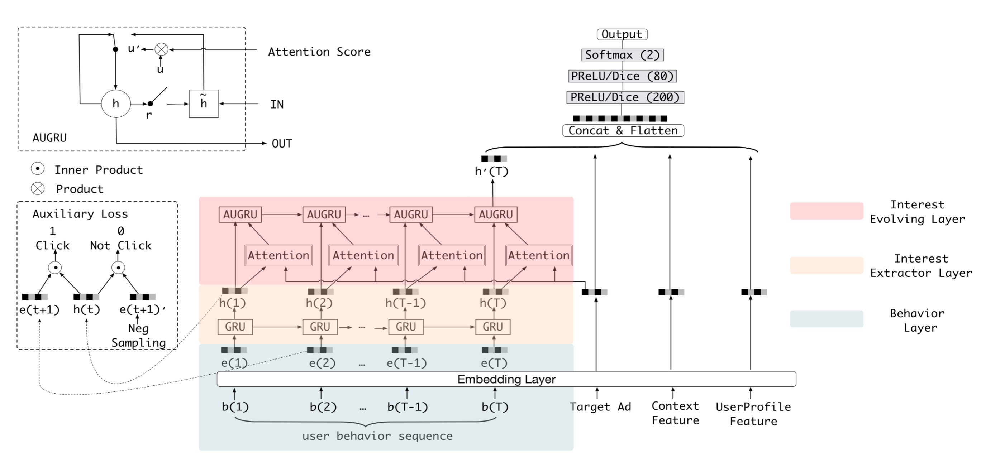 Output
Softmax (2)
PReLU/Dice (80)
PReLU/Dice (200)
Concat & Flatten
u′
Attention Score
u
h
r
h̃
IN
AUGRU
OUT
Inner Product
Product
h′(T)
Auxiliary Loss
1
0
Click
Not Click
e(t+1)
h(t)
e(t+1)′
Neg
Sampling
AUGRU
AUGRU
...
AUGRU
AUGRU
Attention
Attention
Attention
Attention
h(1)
h(2)
h(T-1)
h(T)
GRU
GRU
...
GRU
GRU
e(1)
e(2)
...
e(T-1)
e(T)
Embedding Layer
b(1)
b(2)
...
b(T-1)
b(T)
Target Ad
Context
Feature
UserProfile
Feature
user behavior sequence
Interest
Evolving Layer
Interest
Extractor Layer
Behavior
Layer